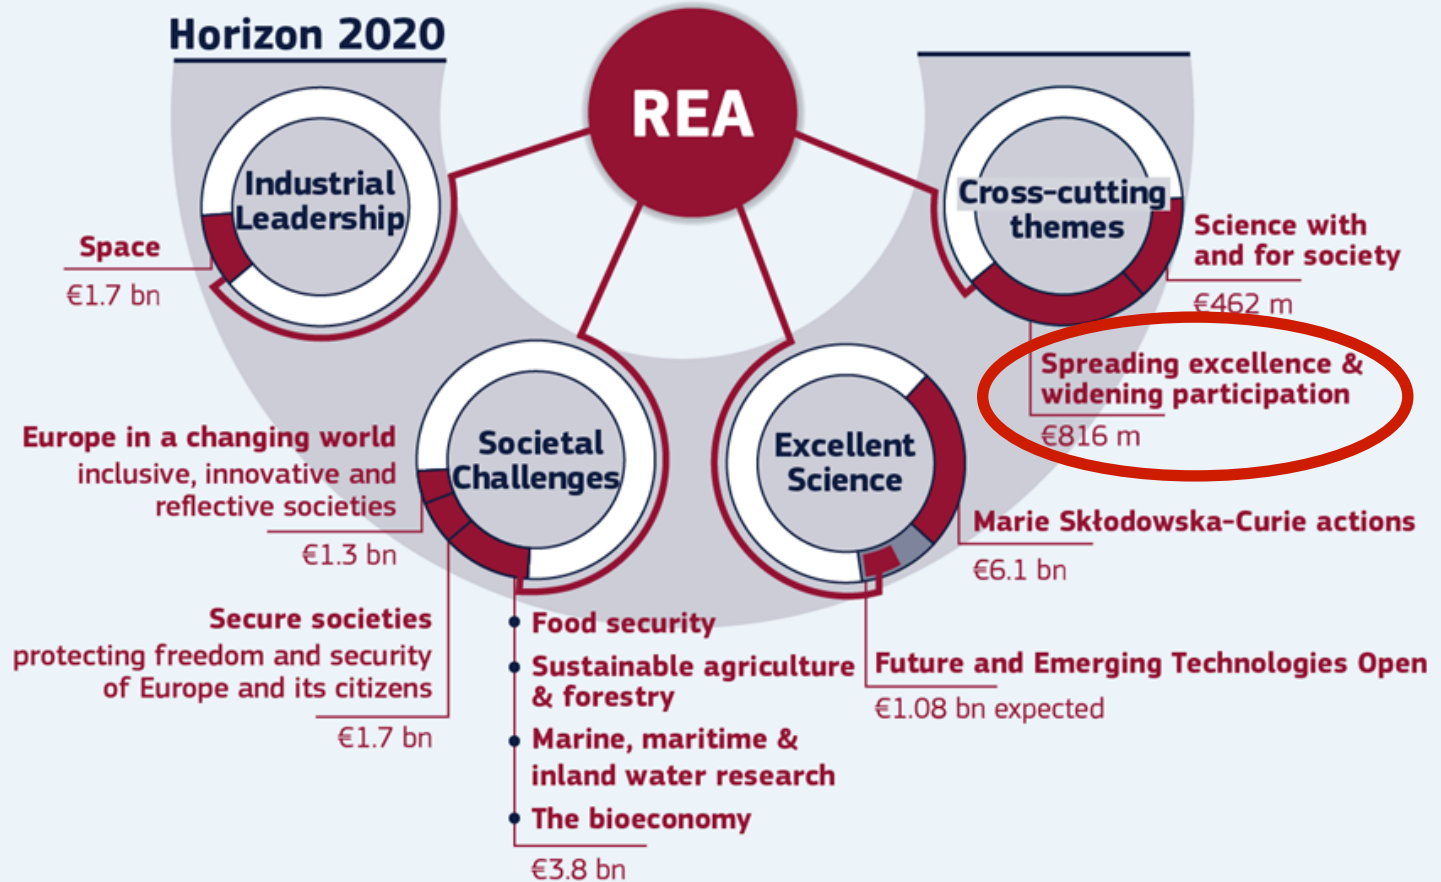 Horizon 2020
REA
Industrial
Leadership
Space
€1.7 bn
Cross-cutting
themes
Science with
and for society
€462 m
Spreading excellence &
widening participation
€816 m
Societal
Challenges
Europe in a changing world
inclusive, innovative and
reflective societies
€1.3 bn
Secure societies
protecting freedom and security
of Europe and its citizens
€1.7 bn
Food security
Sustainable agriculture
& forestry
Marine, maritime &
inland water research
The bioeconomy
€3.8 bn
Excellent
Science
Marie Skłodowska-Curie actions
€6.1 bn
Future and Emerging Technologies Open
€1.08 bn expected